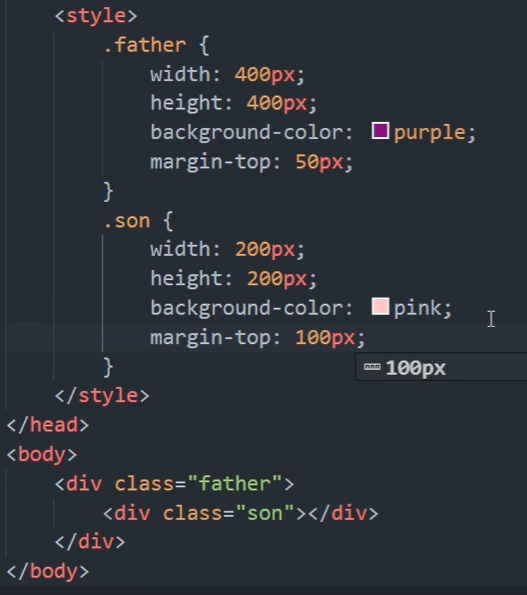 <style>
.father {
width: 400px;
height: 400px;
background-color: purple;
margin-top: 50px;
}
.son {
width: 200px;
height: 200px;
background-color: pink;
margin-top: 100px;
100px
}
</style>
</head>
<body>
<div class="father">
<div class="son"></div>
</div>
</body>